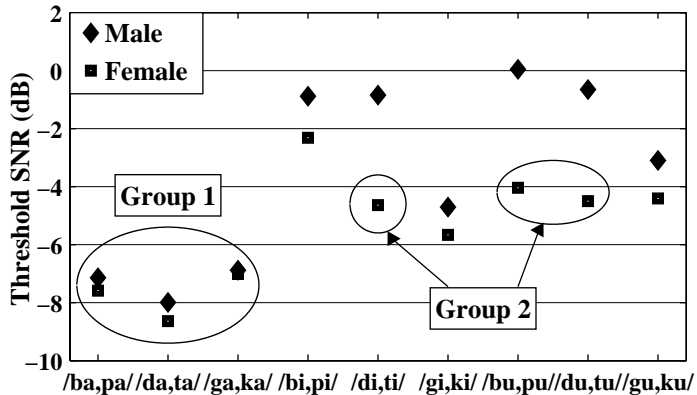 2
0
−2
−4
−6
−8
−10
Threshold SNR (dB)
Male
Female
Group 1
Group 2
/ba,pa/ /da,ta/ /ga,ka/ /bi,pi/ /di,ti/ /gi,ki/ /bu,pu/ /du,tu/ /gu,ku/